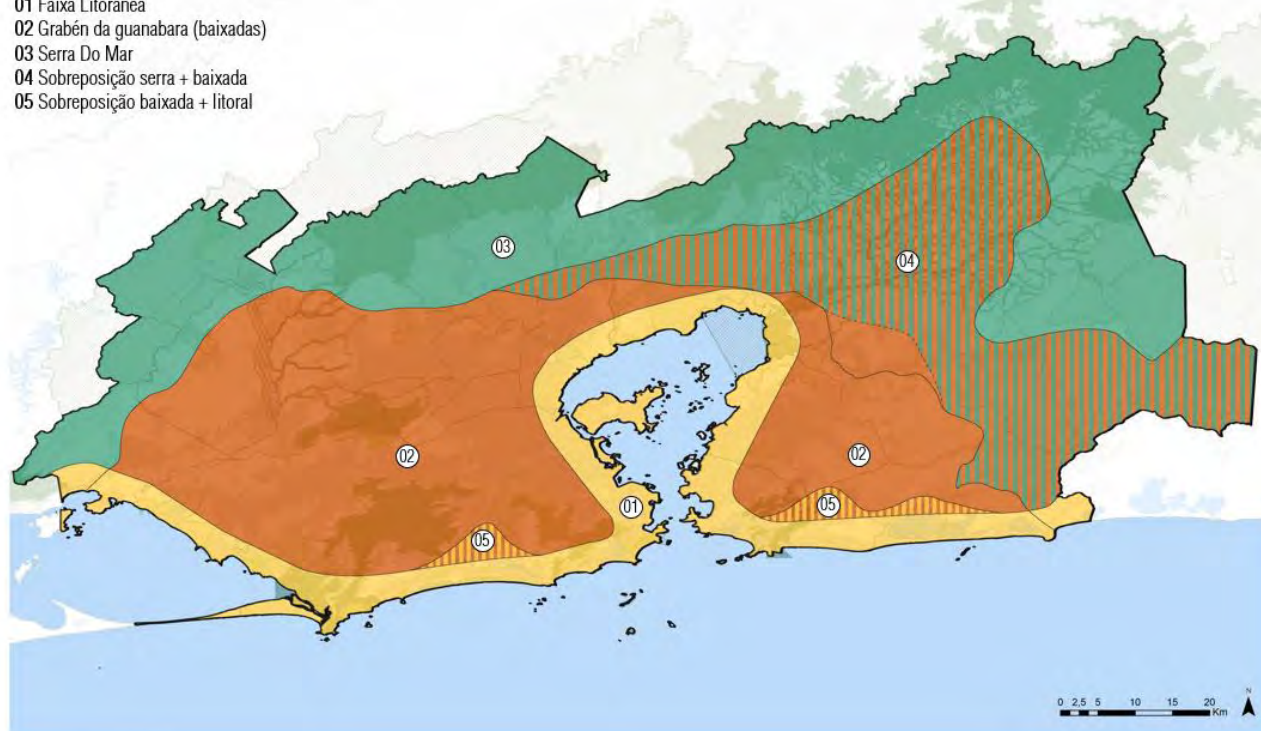 01 Faixa Litorânea
02 Grabén da guanabara (baixadas)
03 Serra Do Mar
04 Sobreposição serra + baixada
05 Sobreposição baixada + litoral
03
04
02
02
01
05
05
0 2,5 5 10 15 20
Km
N